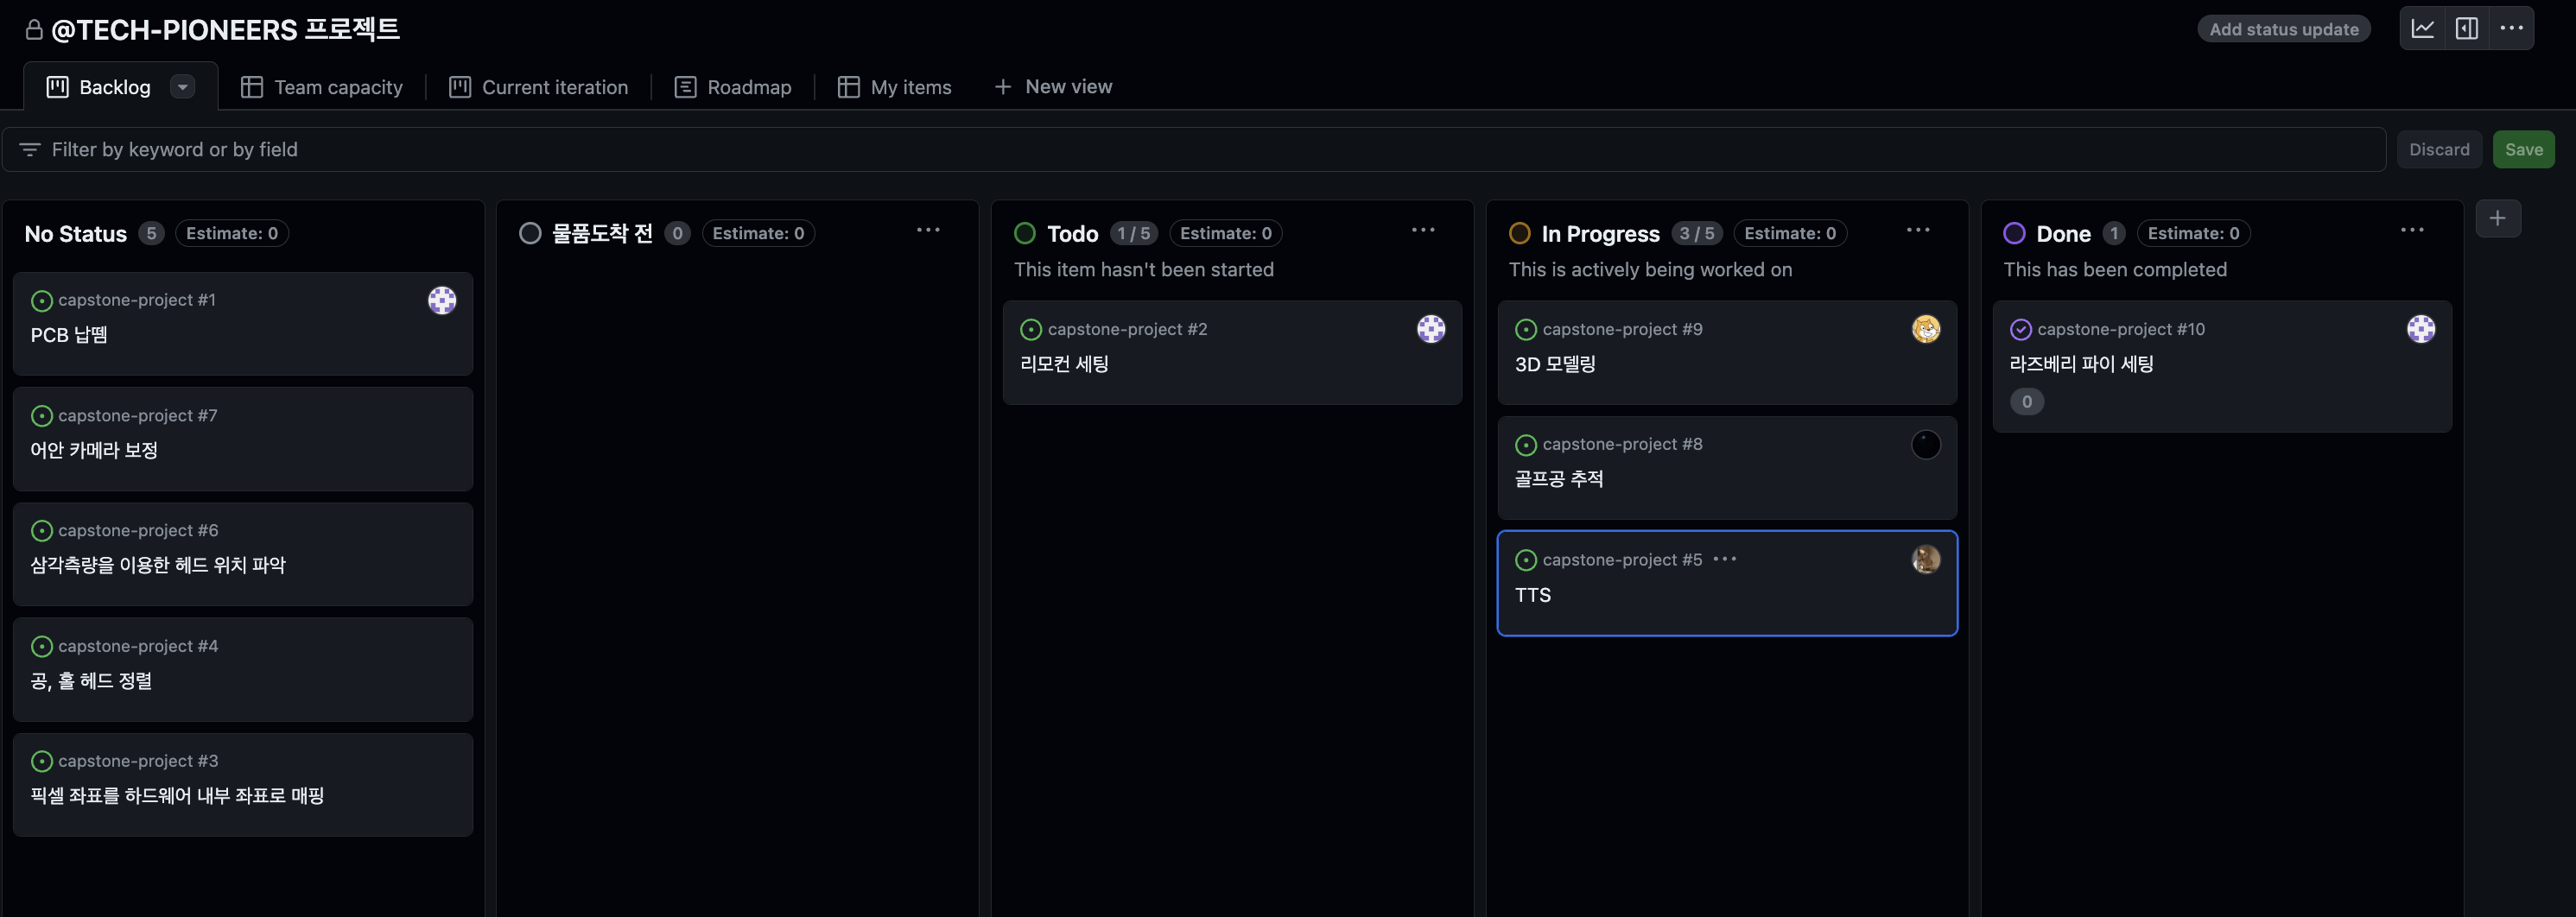 @TECH-PIONEERS 프로젝트
Add status update
Backlog
Team capacity
Current iteration
Roadmap
My items
New view
Filter by keyword or by field
Discard
Save
No Status 5 Estimate: 0
capstone-project #1
PCB 납땜
capstone-project #7
어안 카메라 보정
capstone-project #6
삼각측량을 이용한 헤드 위치 파악
capstone-project #4
공, 홀 헤드 정렬
capstone-project #3
픽셀 좌표를 하드웨어 내부 좌표로 매핑
물품도착 전 0 Estimate: 0
Todo 1 / 5 Estimate: 0
This item hasn't been started
capstone-project #2
리모컨 세팅
In Progress 3 / 5 Estimate: 0
This is actively being worked on
capstone-project #9
3D 모델링
capstone-project #8
골프공 추적
capstone-project #5
TTS
Done 1 Estimate: 0
This has been completed
capstone-project #10
라즈베리 파이 세팅
0